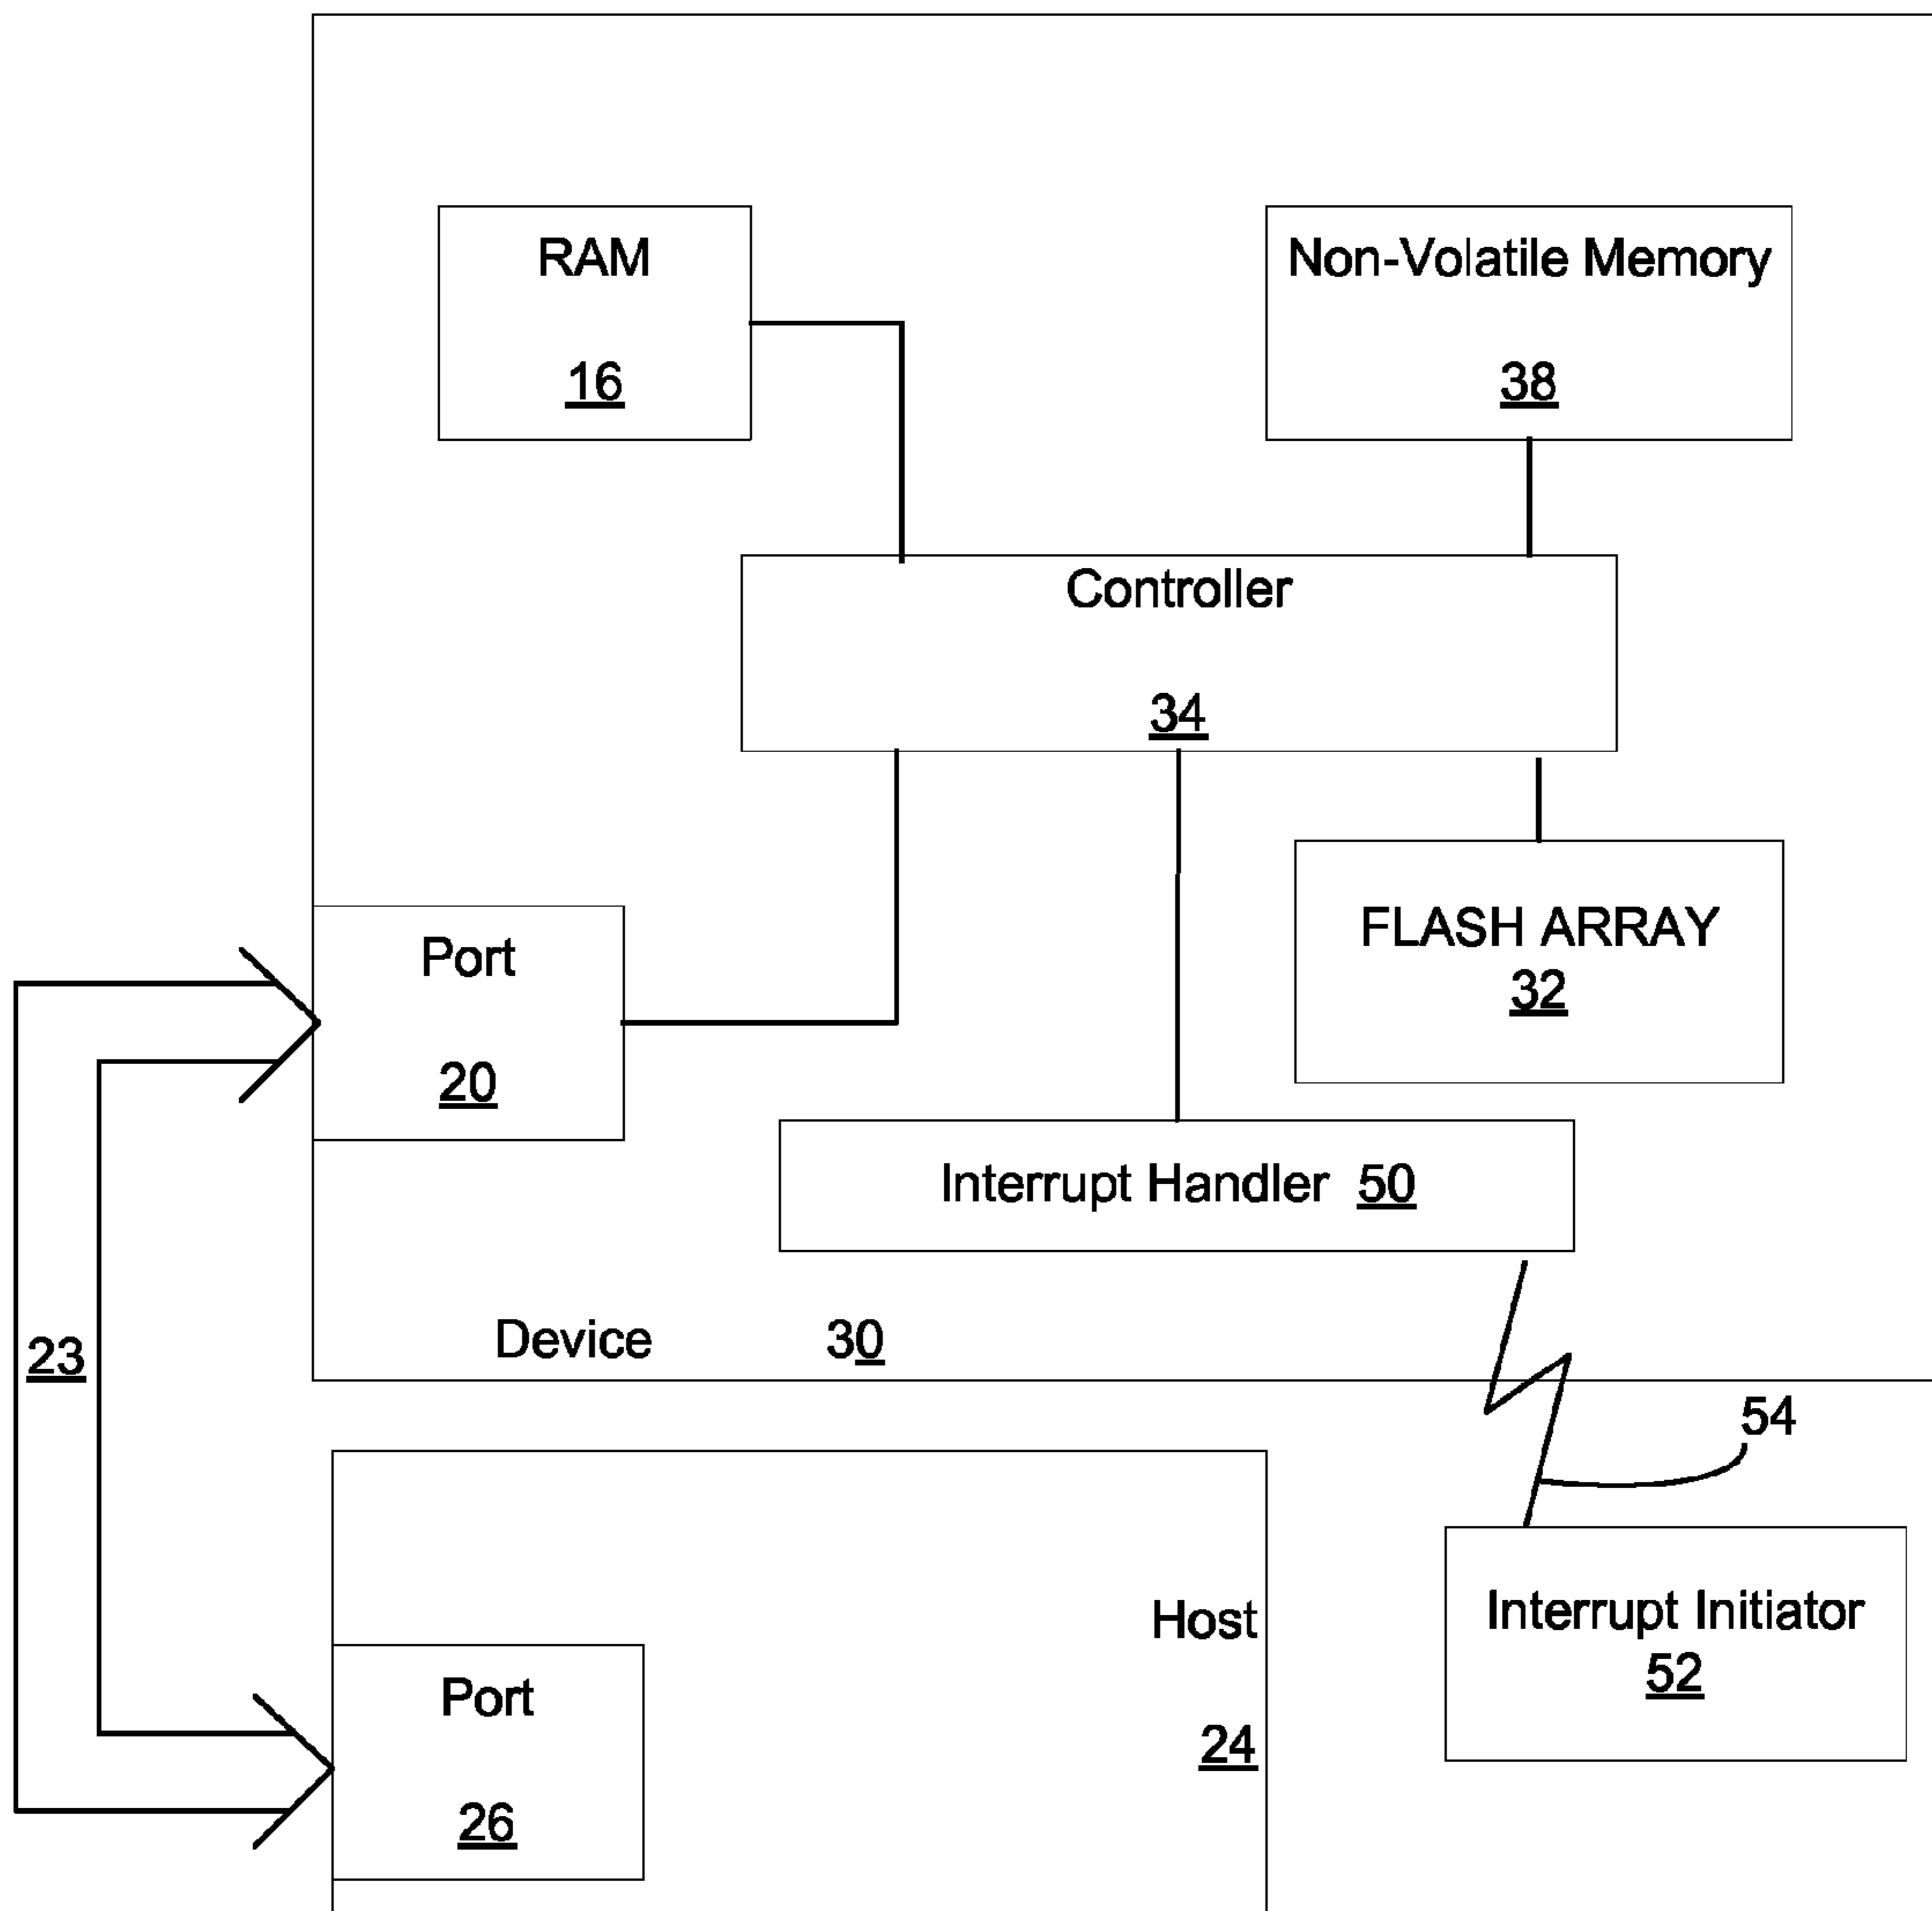 RAM
16
Non-Volatile Memory
38
Controller
34
FLASH ARRAY
32
Port
20
Interrupt Handler 50
Device 30
23
54
Host
24
Interrupt Initiator
52
Port
26